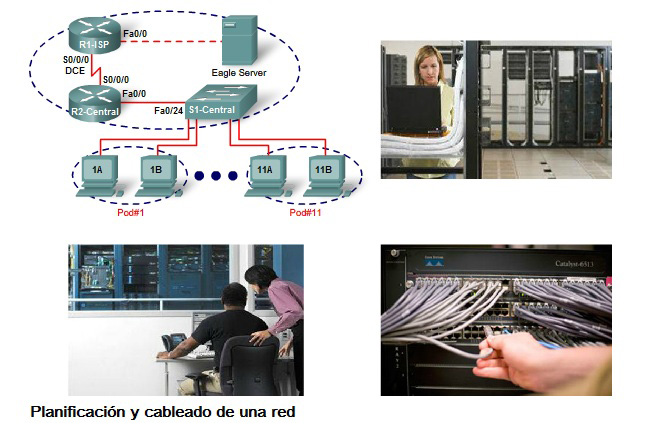 Fa0/0
R1-ISP
S0/0/0
DCE
Eagle Server
S0/0/0
Fa0/0
R2-Central
Fa0/24
S1-Central
1A
1B
11A
11B
Pod#1
Pod#11
Catalyst 6513
Planificación y cableado de una red